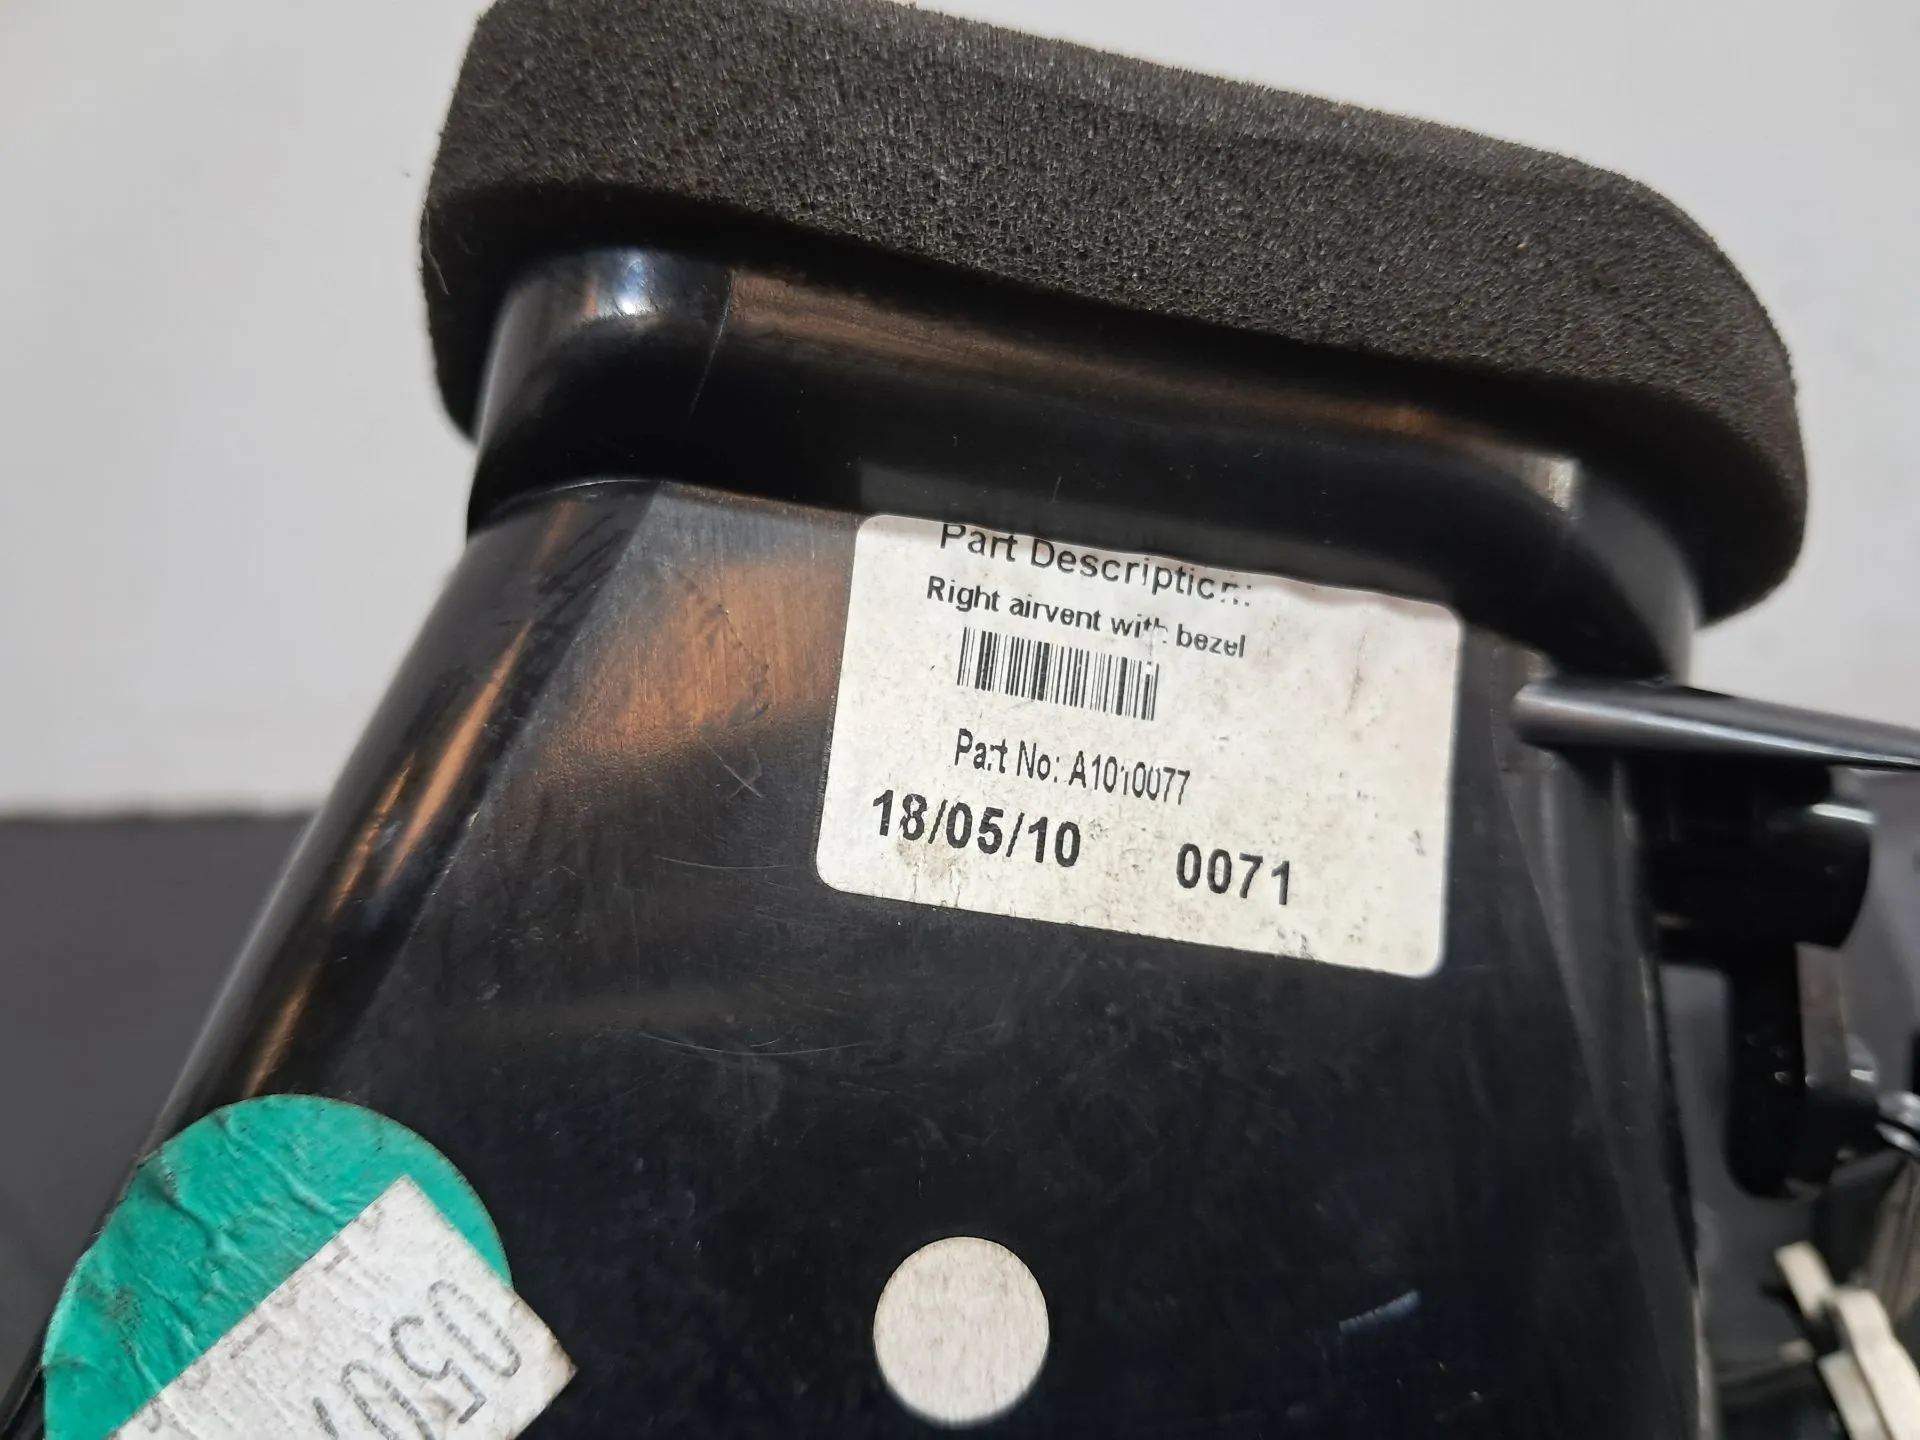 Part Description:
Right airvent with bezel
Part No: A1010077
18/05/10 0071